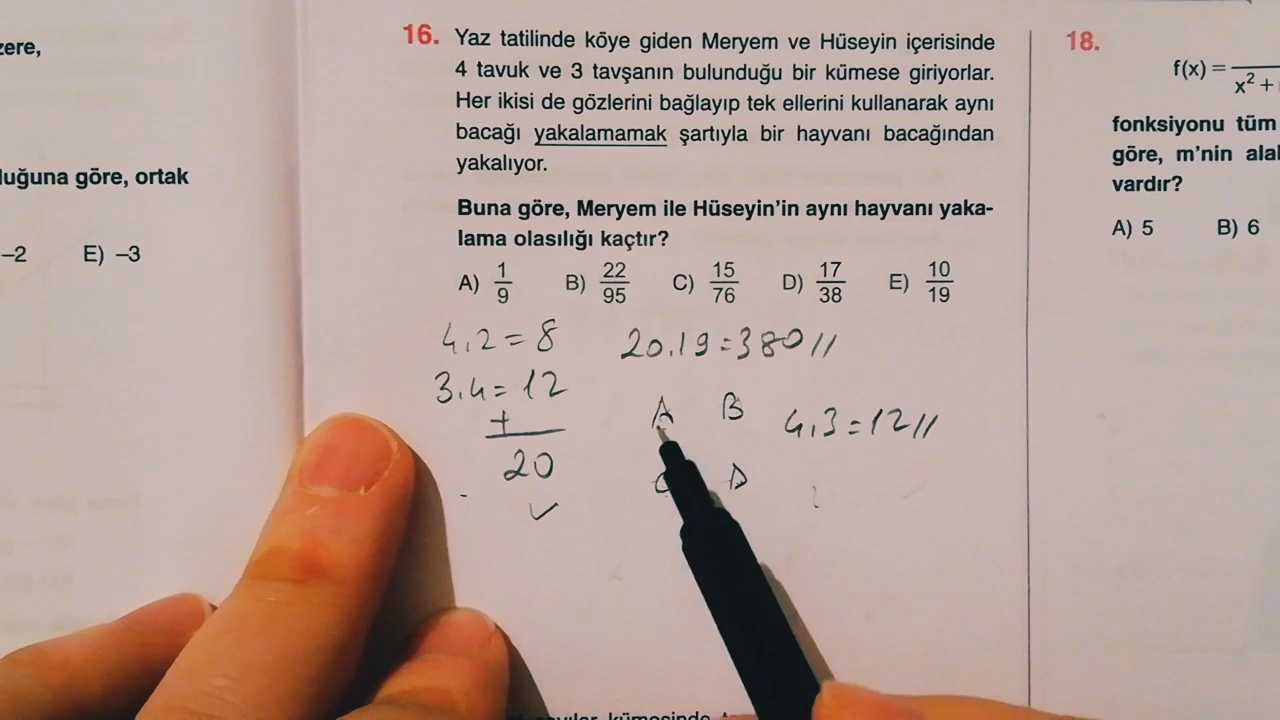 zere,
luğuna göre, ortak
–2 E) –3
16. Yaz tatilinde köye giden Meryem ve Hüseyin içerisinde
4 tavuk ve 3 tavşanın bulunduğu bir kümese giriyorlar.
Her ikisi de gözlerini bağlayıp tek ellerini kullanarak aynı
bacağı yakalamamak şartıyla bir hayvanı bacağından
yakalıyor.
Buna göre, Meryem ile Hüseyin'in aynı hayvanı yaka-
lama olasılığı kaçtır?
A) 1/9 B) 22/95 C) 15/76 D) 17/38 E) 10/19
4.2=8 20.19=380//
3.4=12
+
20
A B 4.3=12//
C D
18.
f(x) =
x² +
fonksiyonu tüm
göre, m'nin alal
vardır?
A) 5 B) 6